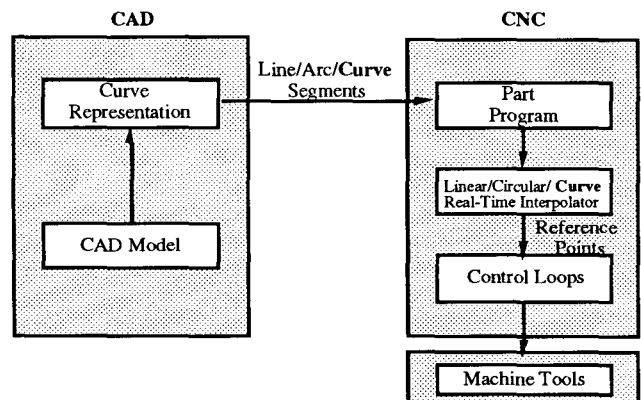 CAD
Curve
Representation
CAD Model
Line/Arc/Curve
Segments
CNC
Part
Program
Linear/Circular/ Curve
Real-Time Interpolator
Reference
Points
Control Loops
Machine Tools